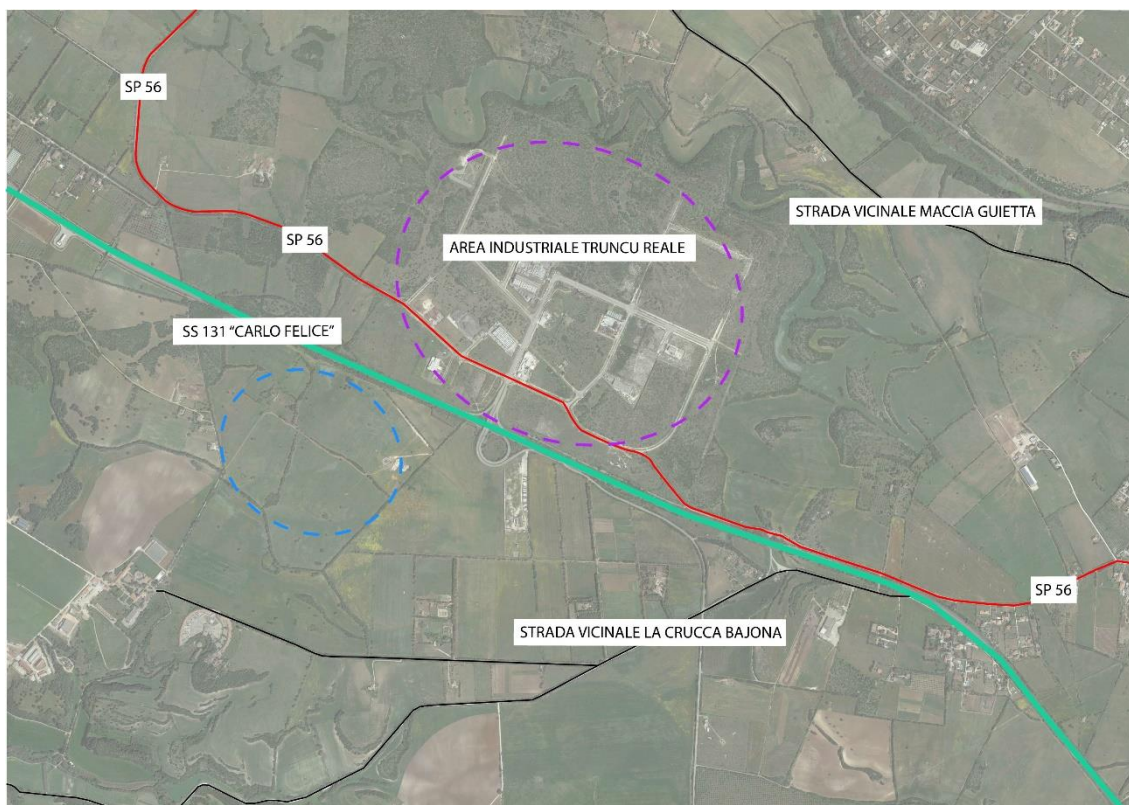 SP 56
STRADA VICINALE MACCIA GUIETTA
SP 56
AREA INDUSTRIALE TRUNCU REALE
SS 131 "CARLO FELICE"
SP 56
STRADA VICINALE LA CRUCCA BAJONA